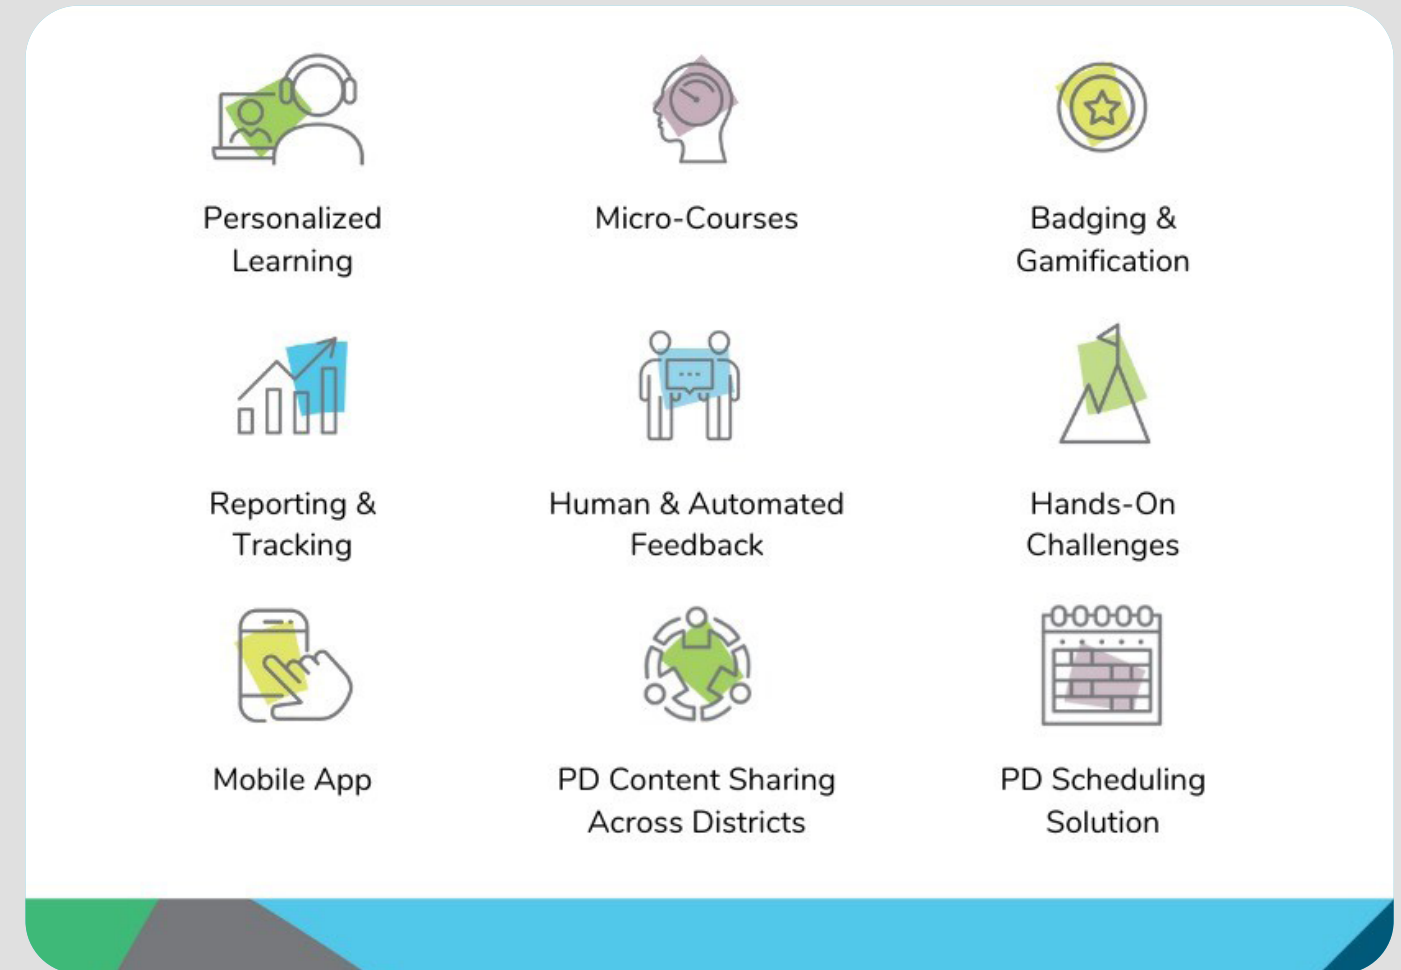 Personalized
Learning
Micro-Courses
Badging &
Gamification
Reporting &
Tracking
Human & Automated
Feedback
Hands-On
Challenges
Mobile App
PD Content Sharing
Across Districts
PD Scheduling
Solution